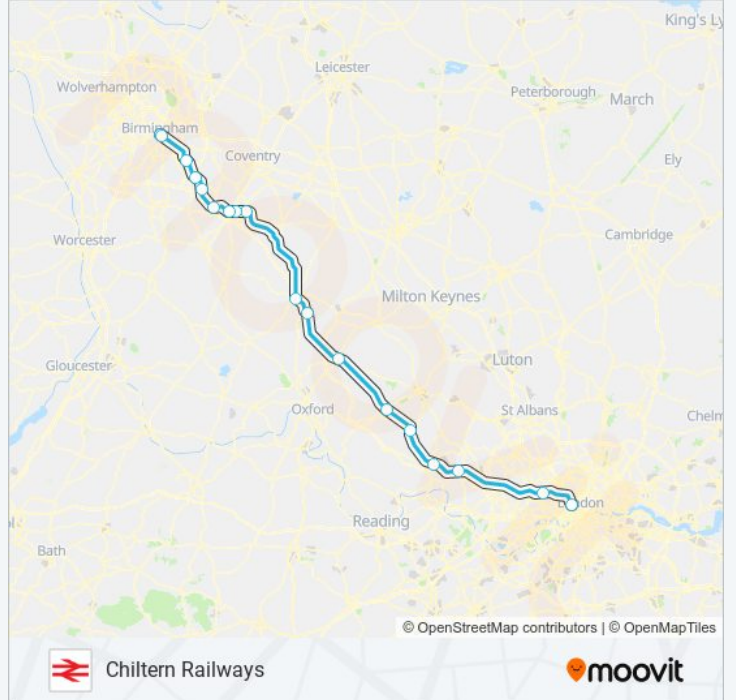 King's Ly
Leicester
Wolverhampton
Peterborough
March
Birmingham
Coventry
Ely
Worcester
Cambridge
Milton Keynes
Gloucester
Luton
Oxford
St Albans
Chelm
London
Reading
Bath
© OpenStreetMap contributors | © OpenMapTiles
Chiltern Railways
moovit